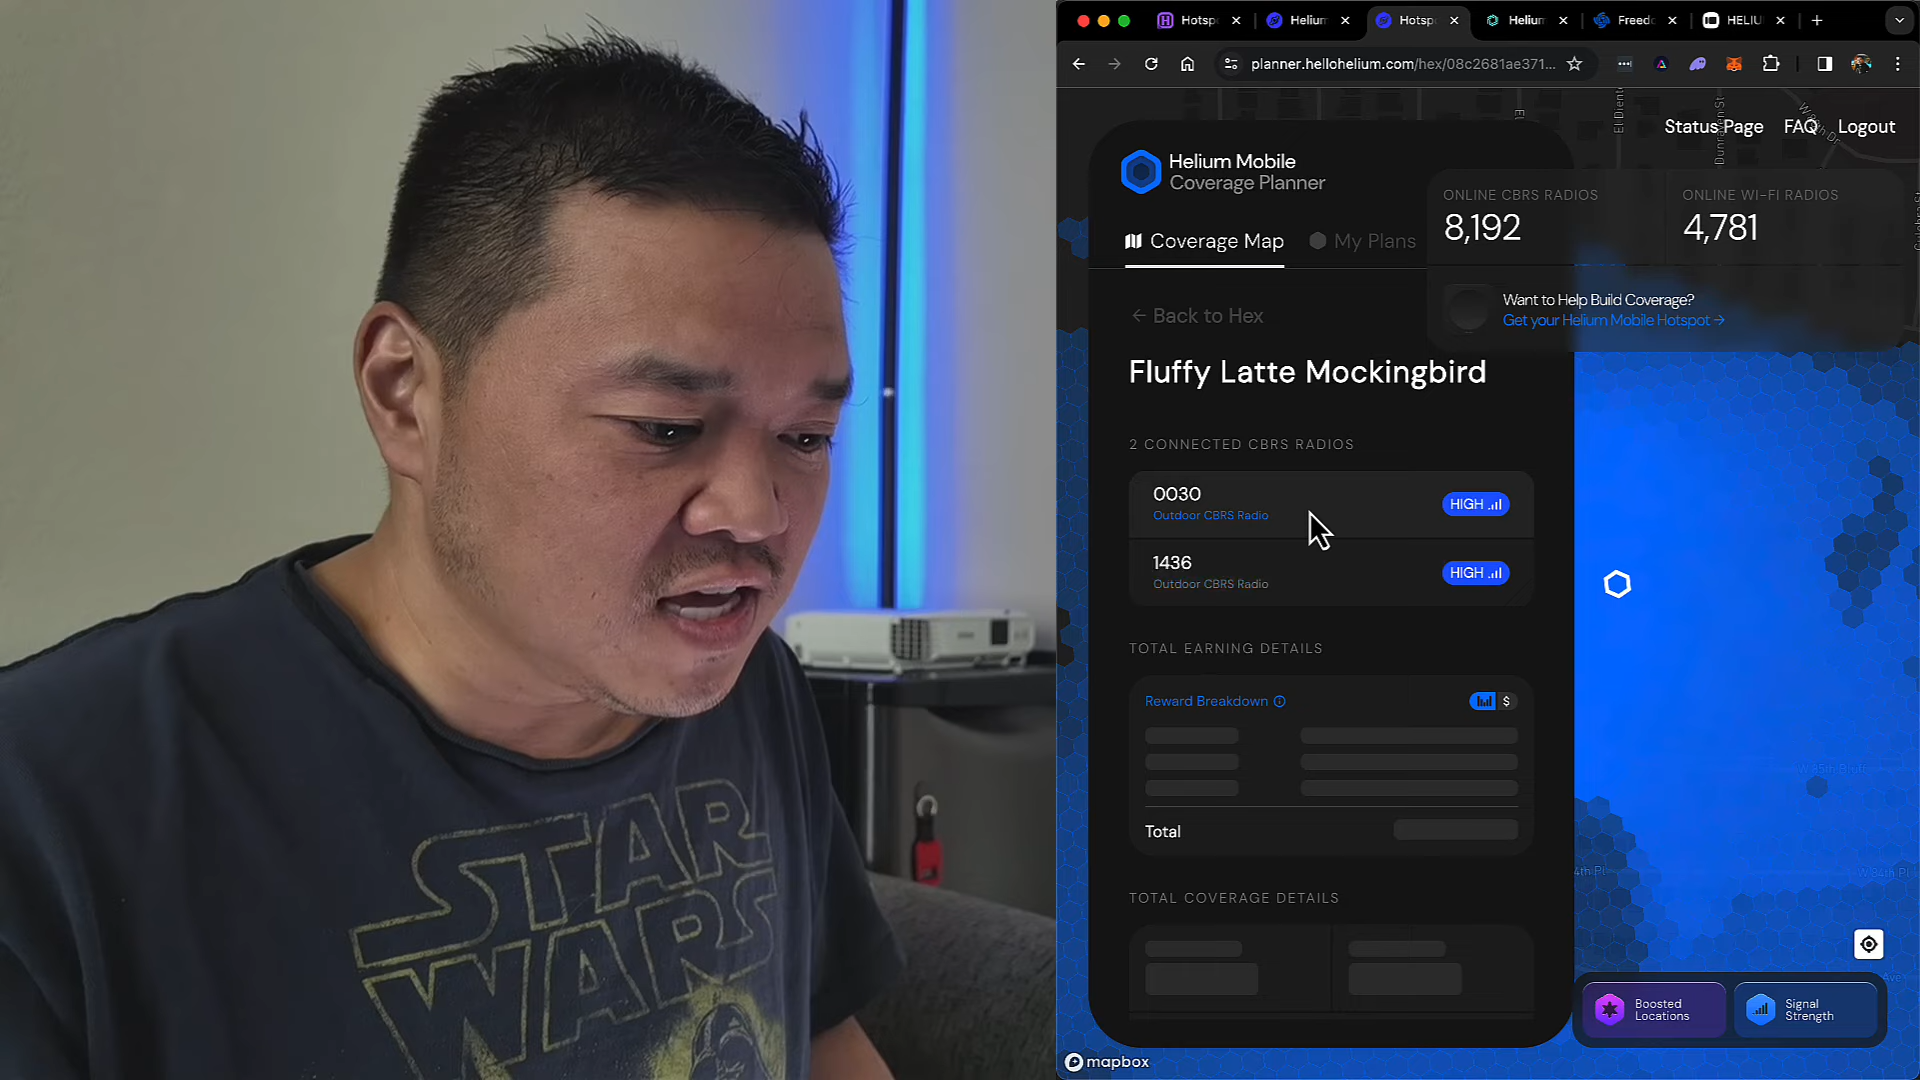 STAR
WARS
Hotsp
Helium
Hotsp
Helium
Freed
HELIU
planner.hellohelium.com/hex/08c2681ae371...
Status Page
FAQ
Logout
Helium Mobile
Coverage Planner
ONLINE CBRS RADIOS
8,192
ONLINE WI-FI RADIOS
4,781
Coverage Map
My Plans
Want to Help Build Coverage?
Get your Helium Mobile Hotspot →
← Back to Hex
Fluffy Latte Mockingbird
2 CONNECTED CBRS RADIOS
0030
Outdoor CBRS Radio
HIGH
1436
Outdoor CBRS Radio
HIGH
TOTAL EARNING DETAILS
Reward Breakdown
$
Total
TOTAL COVERAGE DETAILS
Boosted
Locations
Signal
Strength
mapbox